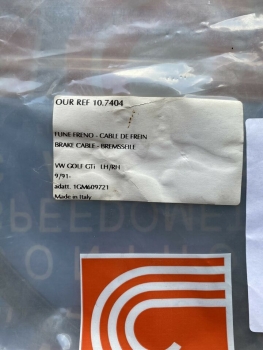 OUR REF 10.7404
FUNE FRENO - CABLE DE FREIN
BRAKE CABLE - BREMSSEILE
VW GOLF GTi LH/RH
9/91-
adatt. 1GM609721
Made in Italy